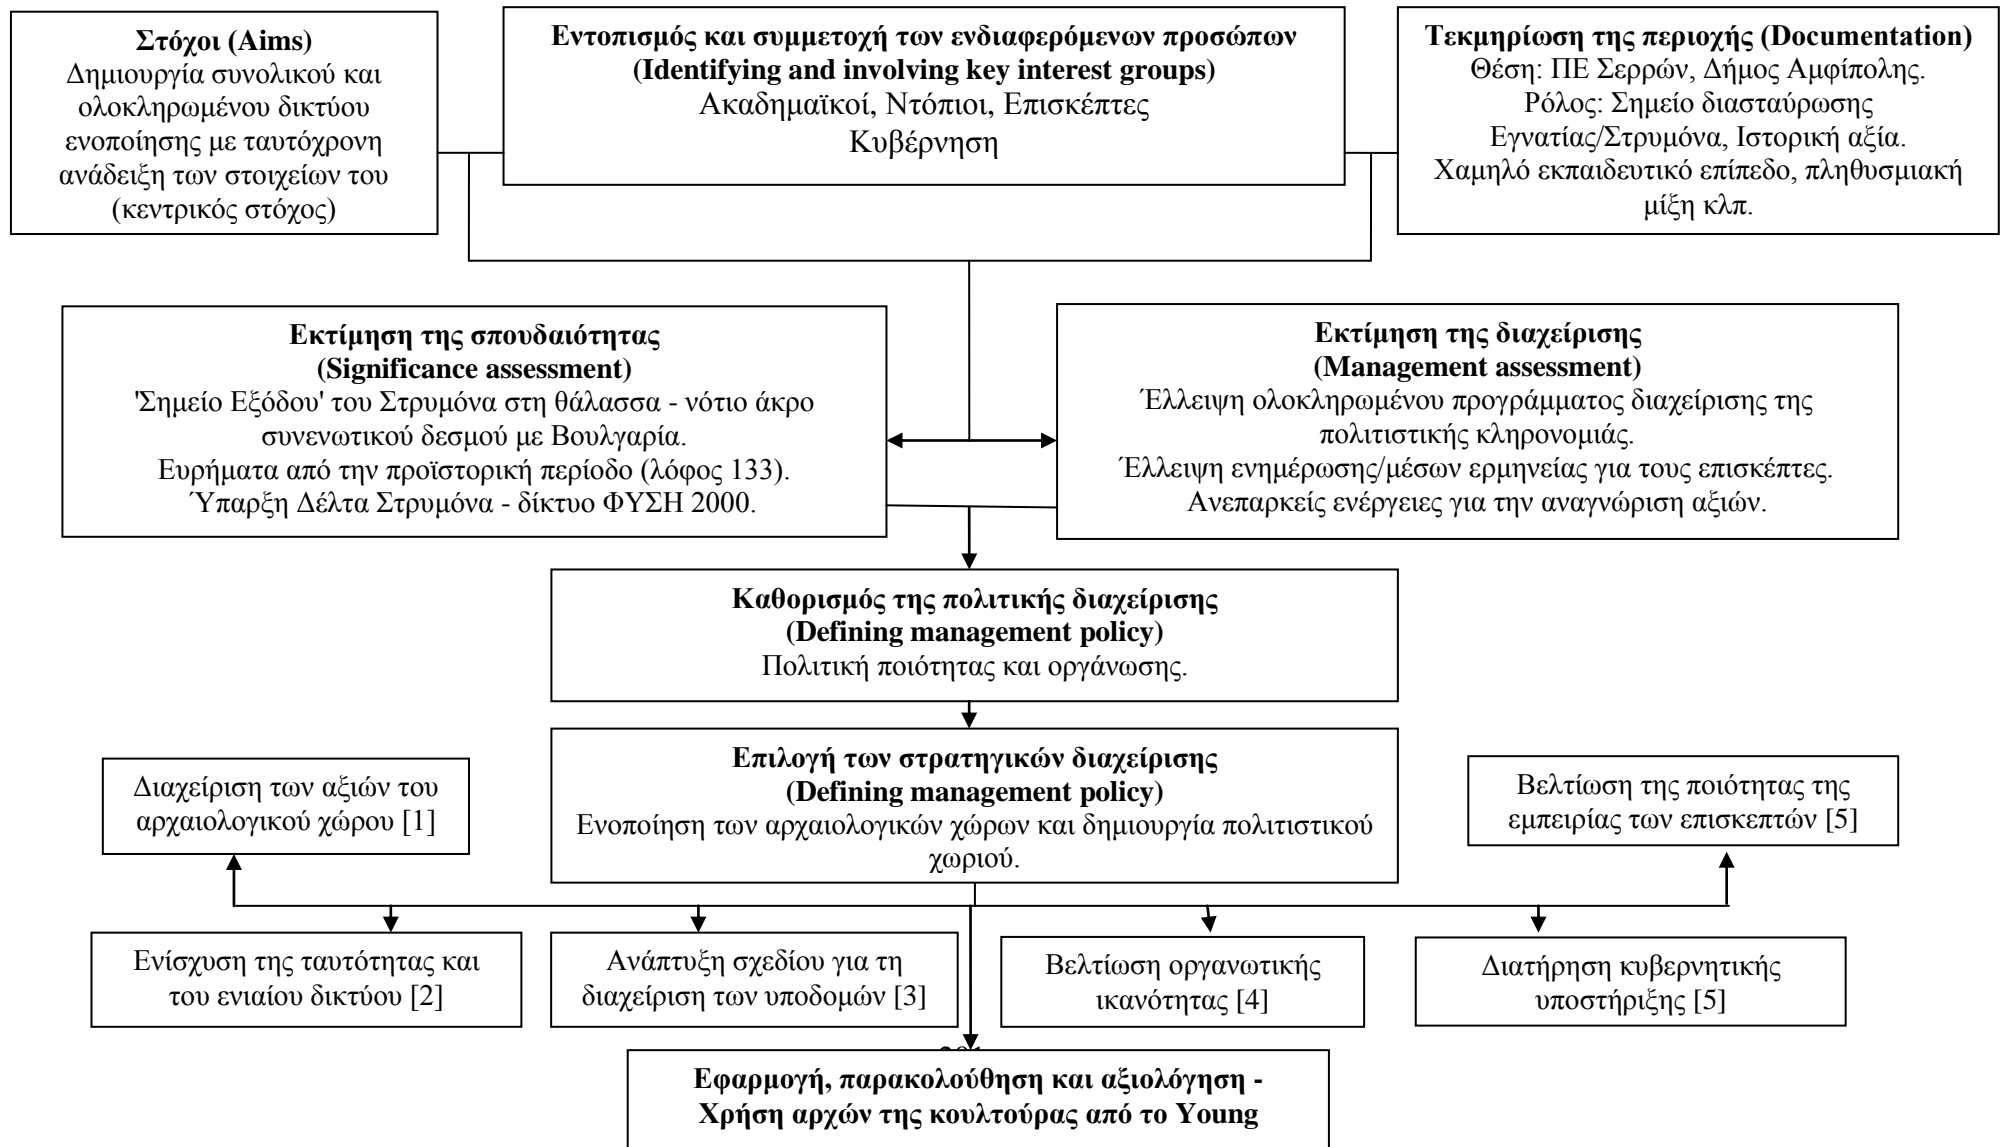 Στόχοι (Aims)
Δημιουργία συνολικού και
ολοκληρωμένου δικτύου
ενοποίησης με ταυτόχρονη
ανάδειξη των στοιχείων του
(κεντρικός στόχος)
Εντοπισμός και συμμετοχή των ενδιαφερόμενων προσώπων
(Identifying and involving key interest groups)
Ακαδημαϊκοί, Ντόπιοι, Επισκέπτες
Κυβέρνηση
Τεκμηρίωση της περιοχής (Documentation)
Θέση: ΠΕ Σερρών, Δήμος Αμφίπολης.
Ρόλος: Σημείο διασταύρωσης
Εγνατίας/Στρυμόνα, Ιστορική αξία.
Χαμηλό εκπαιδευτικό επίπεδο, πληθυσμιακή
μίξη κλπ.
Εκτίμηση της σπουδαιότητας
(Significance assessment)
'Σημείο Εξόδου' του Στρυμόνα στη θάλασσα - νότιο άκρο
συνενωτικού δεσμού με Βουλγαρία.
Ευρήματα από την προϊστορική περίοδο (λόφος 133).
Ύπαρξη Δέλτα Στρυμόνα - δίκτυο ΦΥΣΗ 2000.
Εκτίμηση της διαχείρισης
(Management assessment)
Έλλειψη ολοκληρωμένου προγράμματος διαχείρισης της
πολιτιστικής κληρονομιάς.
Έλλειψη ενημέρωσης/μέσων ερμηνείας για τους επισκέπτες.
Ανεπαρκείς ενέργειες για την αναγνώριση αξιών.
Καθορισμός της πολιτικής διαχείρισης
(Defining management policy)
Πολιτική ποιότητας και οργάνωσης.
Επιλογή των στρατηγικών διαχείρισης
(Defining management policy)
Ενοποίηση των αρχαιολογικών χώρων και δημιουργία πολιτιστικού
χωριού.
Διαχείριση των αξιών του
αρχαιολογικού χώρου [1]
Βελτίωση της ποιότητας της
εμπειρίας των επισκεπτών [5]
Ενίσχυση της ταυτότητας και
του ενιαίου δικτύου [2]
Ανάπτυξη σχεδίου για τη
διαχείριση των υποδομών [3]
Βελτίωση οργανωτικής
ικανότητας [4]
Διατήρηση κυβερνητικής
υποστήριξης [5]
Εφαρμογή, παρακολούθηση και αξιολόγηση -
Χρήση αρχών της κουλτούρας από το Young